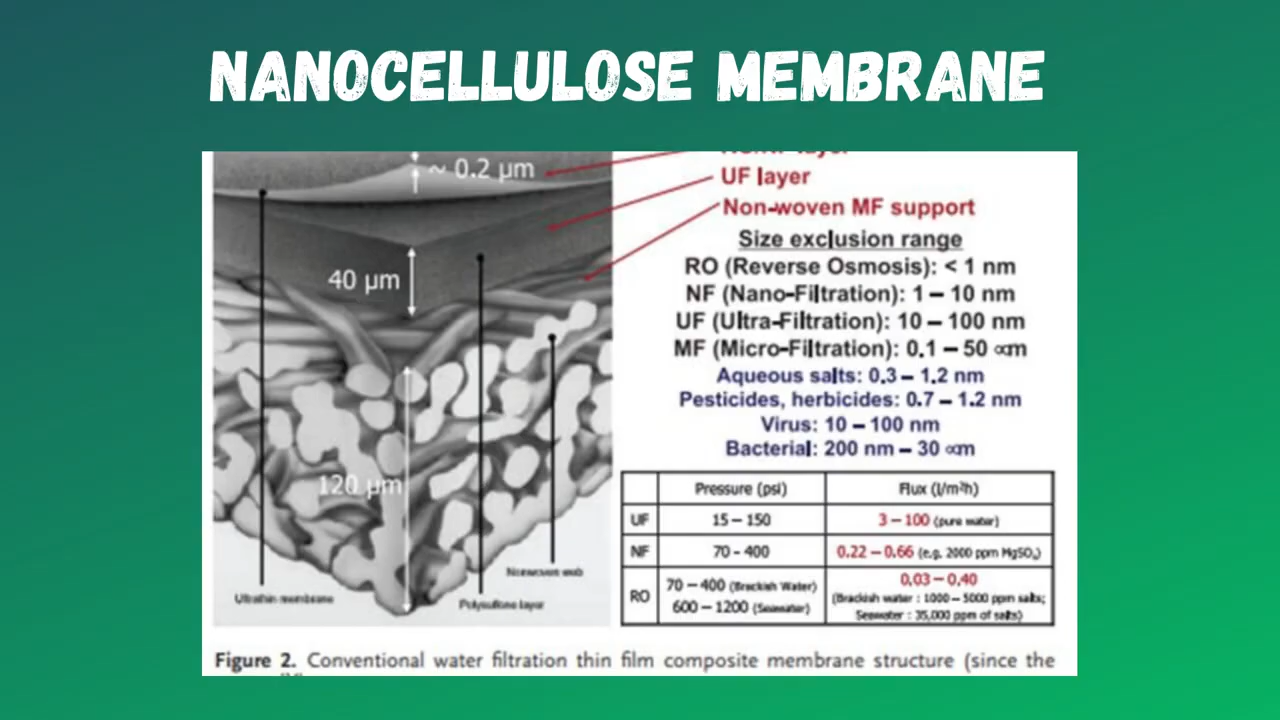 NANOCELLULOSE MEMBRANE
~ 0.2 µm
40 µm
120 µm
Ultrathin membrane
Polysulfone layer
Nonwoven web
layer
UF layer
Non-woven MF support
Size exclusion range
RO (Reverse Osmosis): < 1 nm
NF (Nano-Filtration): 1 – 10 nm
UF (Ultra-Filtration): 10 – 100 nm
MF (Micro-Filtration): 0.1 – 50 ∝m
Aqueous salts: 0.3 – 1.2 nm
Pesticides, herbicides: 0.7 – 1.2 nm
Virus: 10 – 100 nm
Bacterial: 200 nm – 30 ∝m
Pressure (psi) Flux (l/m²h)
UF 15 – 150 3 – 100 (pure water)
NF 70 - 400 0.22 – 0.66 (e.g. 2000 ppm MgSO₄)
RO 70 – 400 (Brackish Water) 0,03 – 0,40
600 – 1200 (Seawater) (Brackish water : 1000 – 5000 ppm salts;
Seawater : 35,000 ppm of salts)
Figure 2. Conventional water filtration thin film composite membrane structure (since the